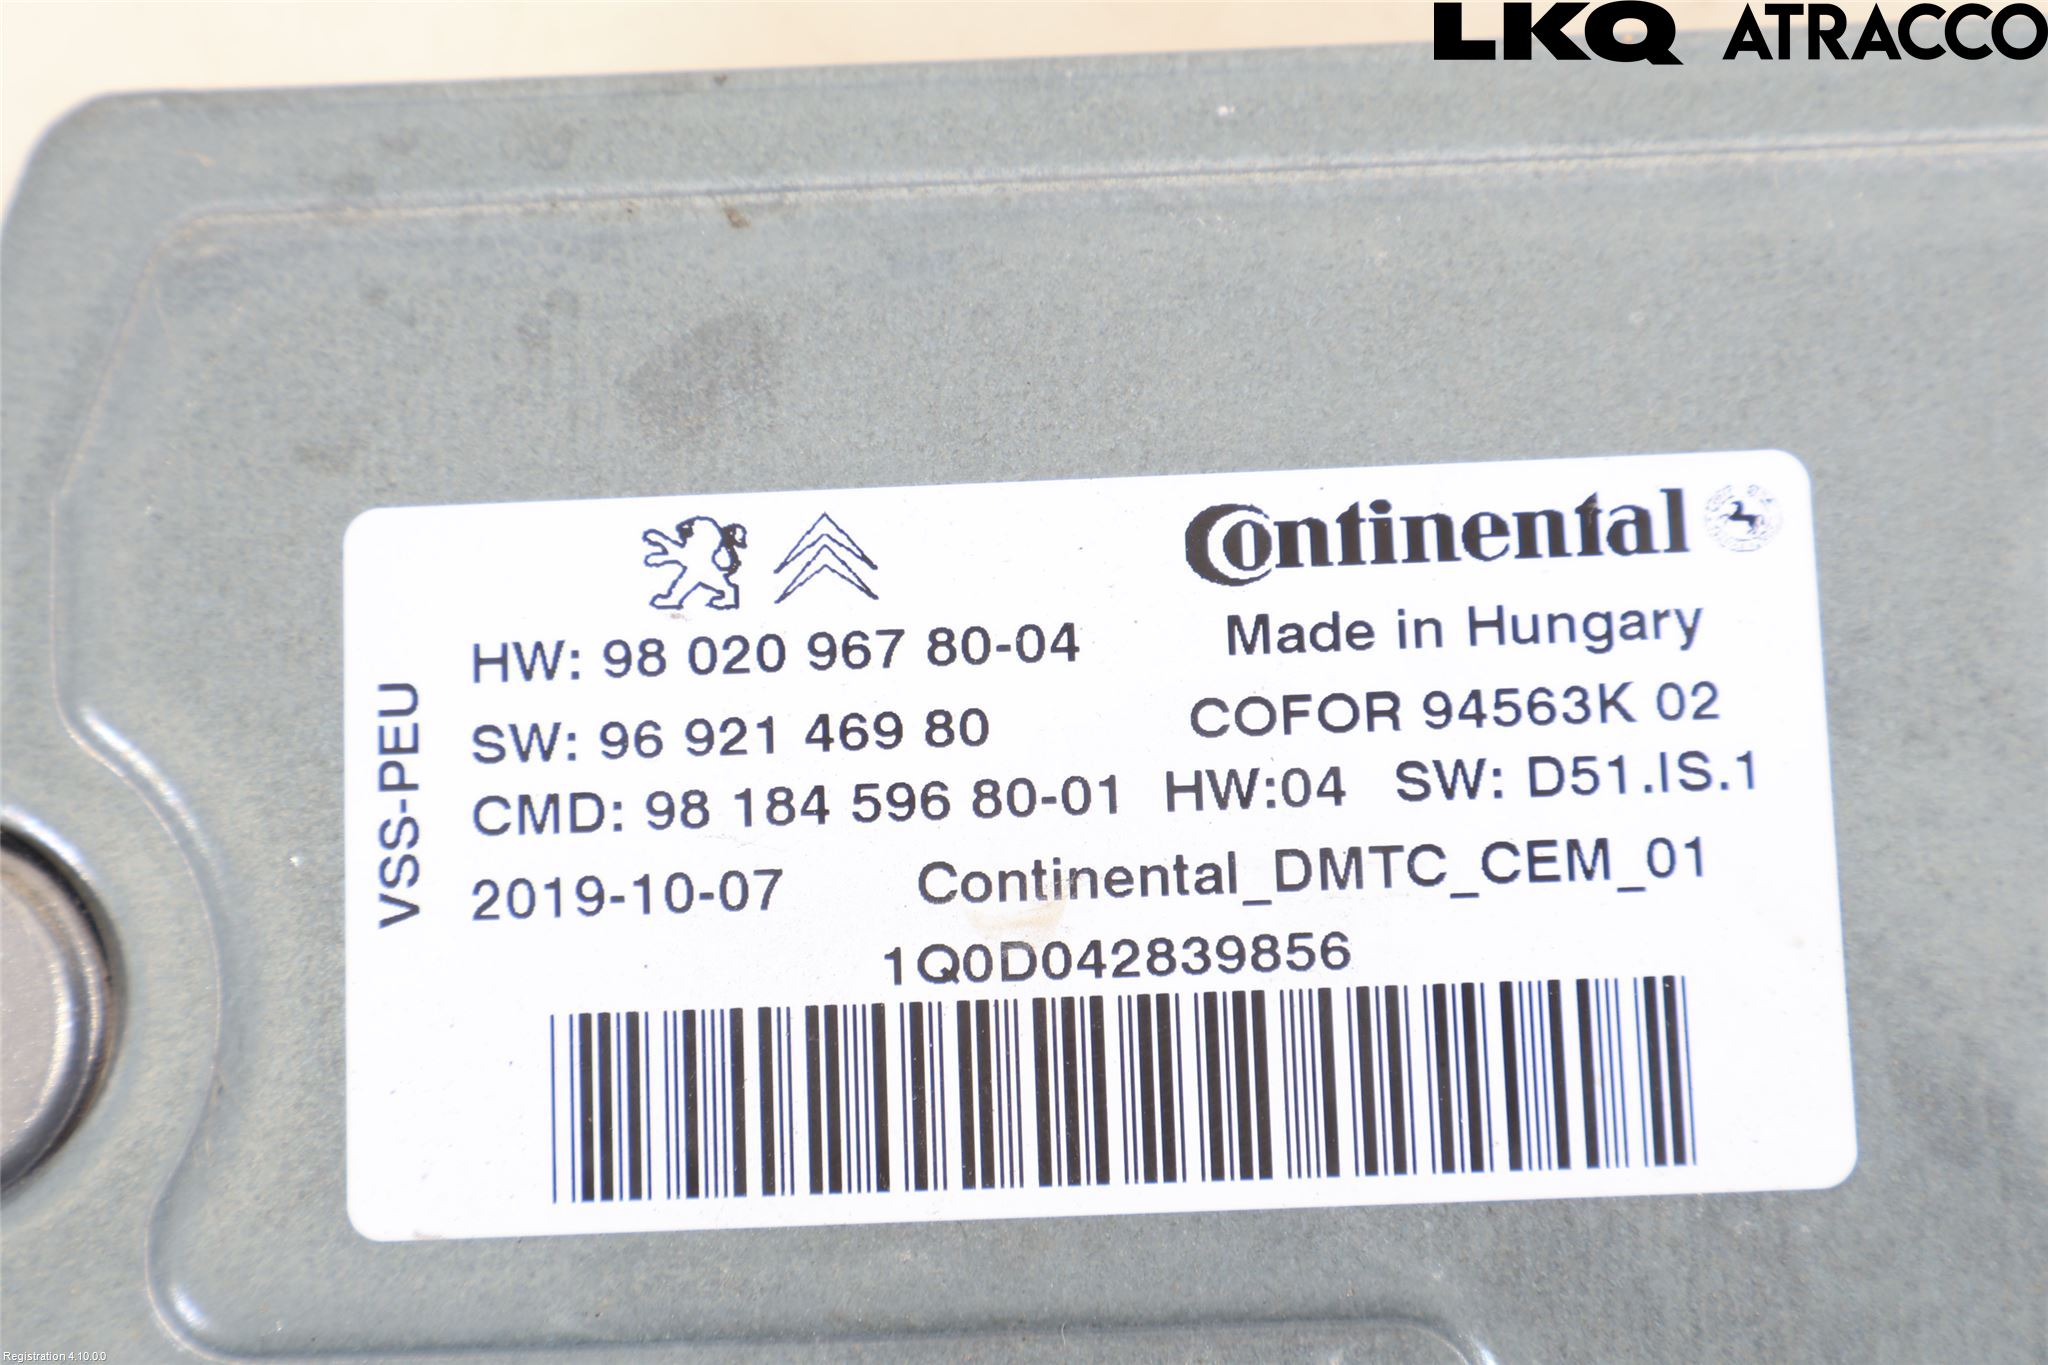 LKQ ATRACCO
Continental
HW: 98 020 967 80-04
Made in Hungary
SW: 96 921 469 80
COFOR 94563K 02
CMD: 98 184 596 80-01 HW:04 SW: D51.IS.1
2019-10-07 Continental_DMTC_CEM_01
1Q0D042839856
VSS-PEU
Registration 4.10.0.0